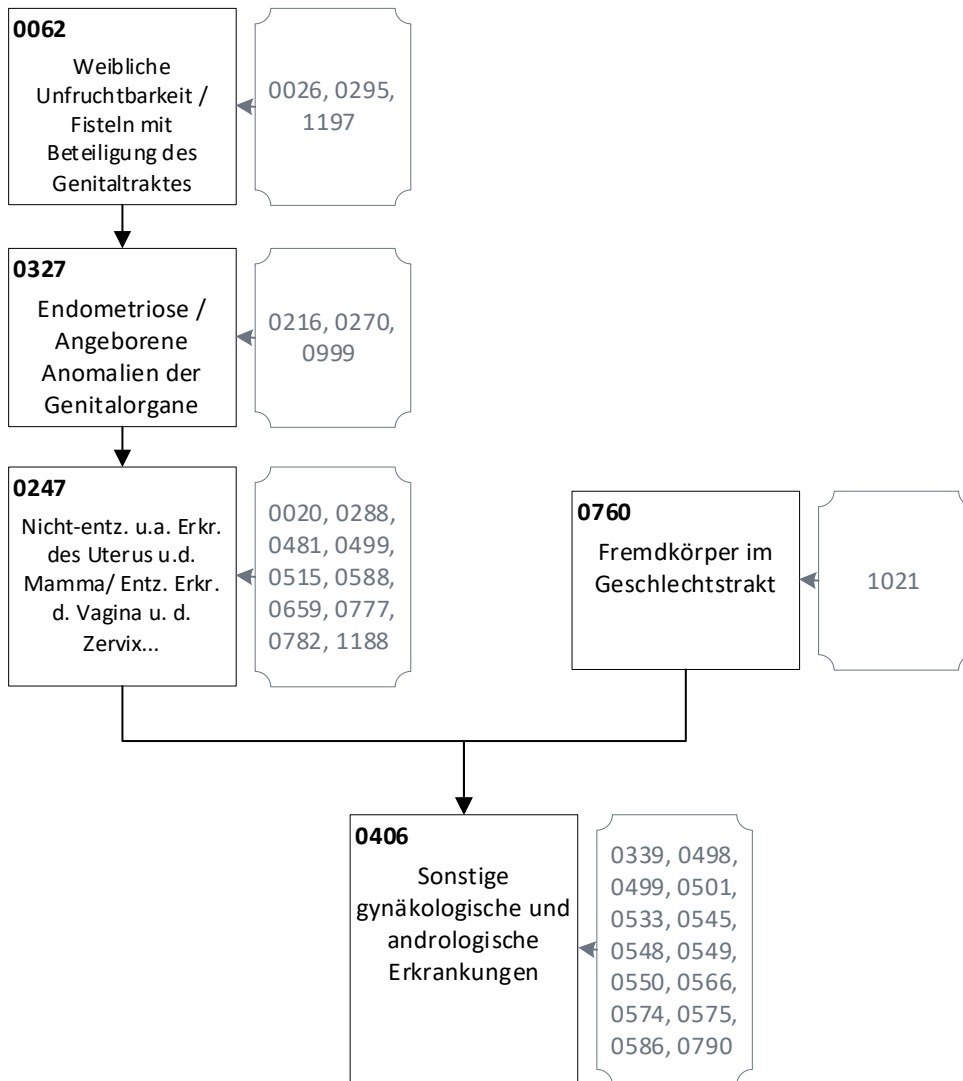 0062
Weibliche
Unfruchtbarkeit /
Fisteln mit
Beteiligung des
Genitaltraktes
0026, 0295,
1197
0327
Endometriose /
Angeborene
Anomalien der
Genitalorgane
0216, 0270,
0999
0247
Nicht-entz. u.a. Erkr.
des Uterus u.d.
Mamma/ Entz. Erkr.
d. Vagina u. d.
Zervix...
0020, 0288,
0481, 0499,
0515, 0588,
0659, 0777,
0782, 1188
0760
Fremdkörper im
Geschlechtstrakt
1021
0406
Sonstige
gynäkologische und
andrologische
Erkrankungen
0339, 0498,
0499, 0501,
0533, 0545,
0548, 0549,
0550, 0566,
0574, 0575,
0586, 0790